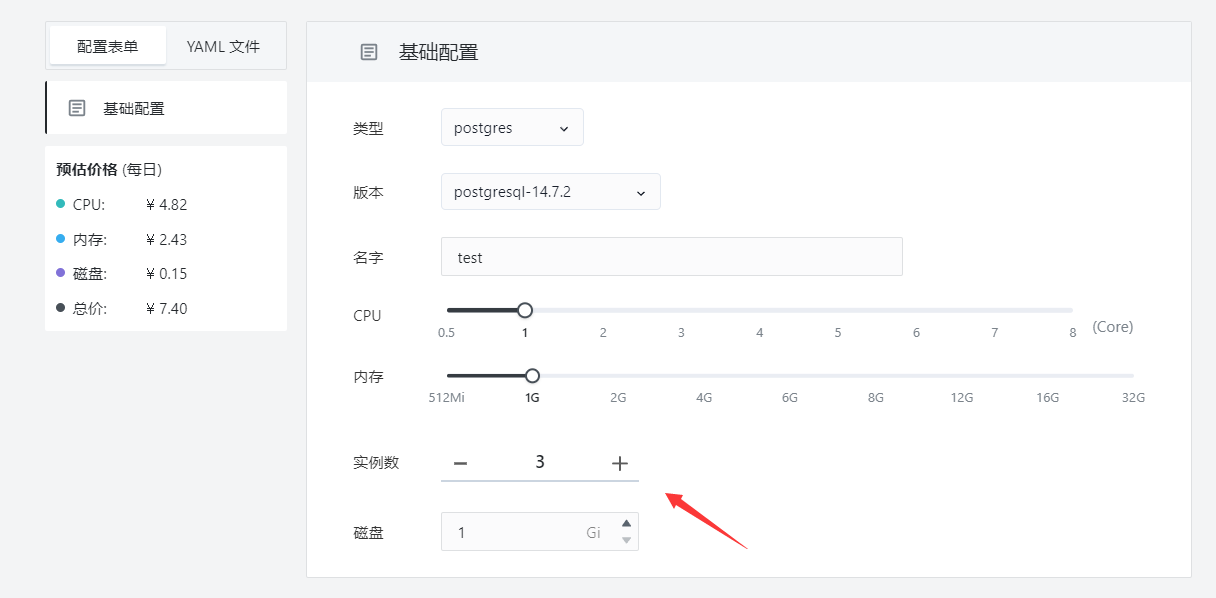 配置表单
YAML 文件
基础配置
预估价格 (每日)
CPU: ¥ 4.82
内存: ¥ 2.43
磁盘: ¥ 0.15
总价: ¥ 7.40
基础配置
类型 postgres
版本 postgresql-14.7.2
名字 test
CPU
0.5 1 2 3 4 5 6 7 8 (Core)
内存
512Mi 1G 2G 4G 6G 8G 12G 16G 32G
实例数 − 3 +
磁盘 1 Gi